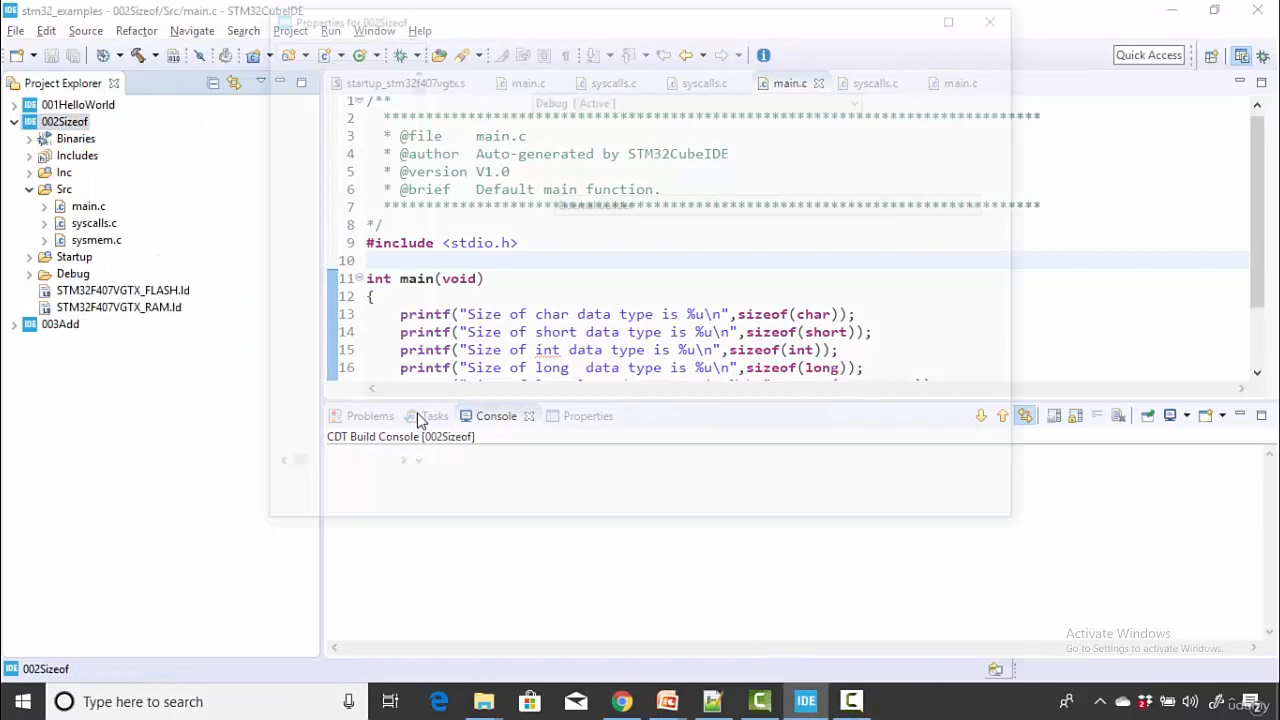 stm32_examples - 002Sizeof/Src/main.c - STM32CubeIDE
Properties for 002Sizeof
File Edit Source Refactor Navigate Search Project Run Window Help
Quick Access
Project Explorer
startup_stm32f407vgtx.s main.c syscalls.c syscalls.c main.c syscalls.c main.c
Debug [ Active ]
001HelloWorld
002Sizeof
Binaries
Includes
Inc
Src
main.c
syscalls.c
sysmem.c
Startup
Debug
STM32F407VGTX_FLASH.ld
STM32F407VGTX_RAM.ld
003Add
1 /**
2 ******************************************************************************
3 * @file    main.c
4 * @author  Auto-generated by STM32CubeIDE
5 * @version V1.0
6 * @brief   Default main function.
7 ******************************************************************************
8 */
9 #include <stdio.h>
10
11 int main(void)
12 {
13     printf("Size of char data type is %u\n",sizeof(char));
14     printf("Size of short data type is %u\n",sizeof(short));
15     printf("Size of int data type is %u\n",sizeof(int));
16     printf("Size of long  data type is %u\n",sizeof(long));
Problems Tasks Console Properties
CDT Build Console [002Sizeof]
Activate Windows
Go to Settings to activate Windows.
002Sizeof
Type here to search
udemy